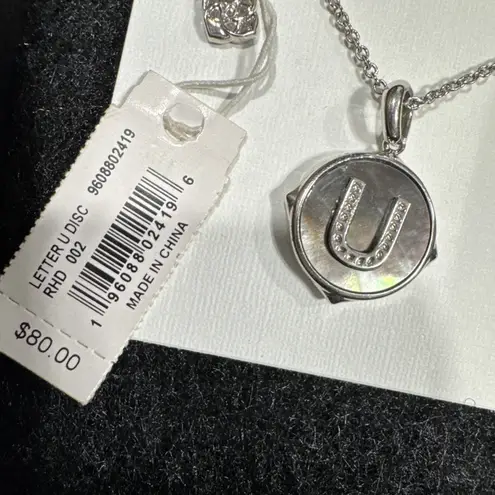 LETTER U DISC 9608802419
RHD 002
1 96088 02419 6
MADE IN CHINA
$80.00
U